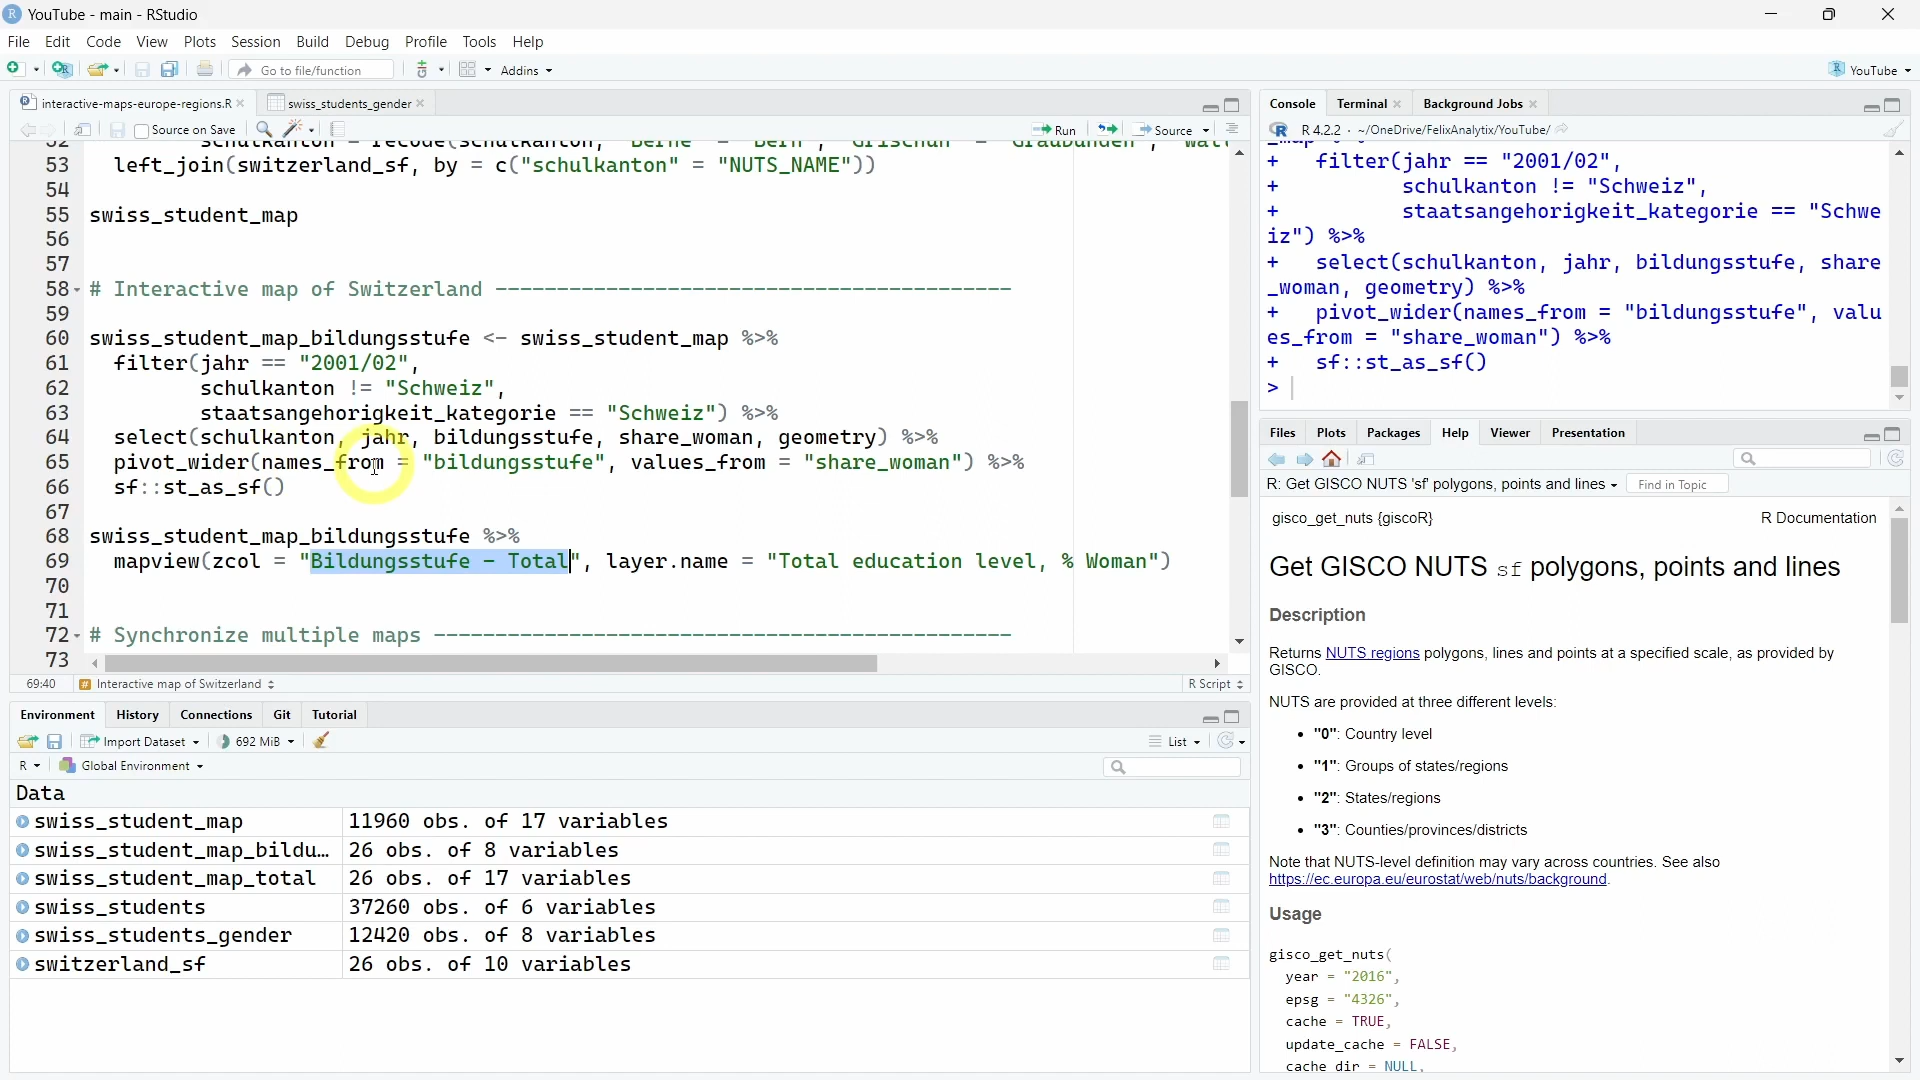 YouTube - main - RStudio
File Edit Code View Plots Session Build Debug Profile Tools Help
Go to file/function Addins YouTube
interactive-maps-europe-regions.R swiss_students_gender
Source on Save Run Source
53 left_join(switzerland_sf, by = c("schulkanton" = "NUTS_NAME"))
54
55 swiss_student_map
56
57
58 # Interactive map of Switzerland -------------------------------------------
59
60 swiss_student_map_bildungsstufe <- swiss_student_map %>%
61 filter(jahr == "2001/02",
62 schulkanton != "Schweiz",
63 staatsangehorigkeit_kategorie == "Schweiz") %>%
64 select(schulkanton, jahr, bildungsstufe, share_woman, geometry) %>%
65 pivot_wider(names_from = "bildungsstufe", values_from = "share_woman") %>%
66 sf::st_as_sf()
67
68 swiss_student_map_bildungsstufe %>%
69 mapview(zcol = "Bildungsstufe - Total", layer.name = "Total education level, % Woman")
70
71
72 # Synchronize multiple maps ------------------------------------------------
73
69:40 Interactive map of Switzerland R Script
Environment History Connections Git Tutorial
Import Dataset 692 MiB List
R Global Environment
Data
swiss_student_map 11960 obs. of 17 variables
swiss_student_map_bildu… 26 obs. of 8 variables
swiss_student_map_total 26 obs. of 17 variables
swiss_students 37260 obs. of 6 variables
swiss_students_gender 12420 obs. of 8 variables
switzerland_sf 26 obs. of 10 variables
Console Terminal Background Jobs
R 4.2.2 · ~/OneDrive/FelixAnalytix/YouTube/
+ filter(jahr == "2001/02",
+ schulkanton != "Schweiz",
+ staatsangehorigkeit_kategorie == "Schwe
iz") %>%
+ select(schulkanton, jahr, bildungsstufe, share
_woman, geometry) %>%
+ pivot_wider(names_from = "bildungsstufe", valu
es_from = "share_woman") %>%
+ sf::st_as_sf()
>
Files Plots Packages Help Viewer Presentation
R: Get GISCO NUTS 'sf' polygons, points and lines Find in Topic
gisco_get_nuts {giscoR} R Documentation
Get GISCO NUTS sf polygons, points and lines
Description
Returns NUTS regions polygons, lines and points at a specified scale, as provided by
GISCO.
NUTS are provided at three different levels:
• "0": Country level
• "1": Groups of states/regions
• "2": States/regions
• "3": Counties/provinces/districts
Note that NUTS-level definition may vary across countries. See also
https://ec.europa.eu/eurostat/web/nuts/background.
Usage
gisco_get_nuts(
year = "2016",
epsg = "4326",
cache = TRUE,
update_cache = FALSE,
cache_dir = NULL,